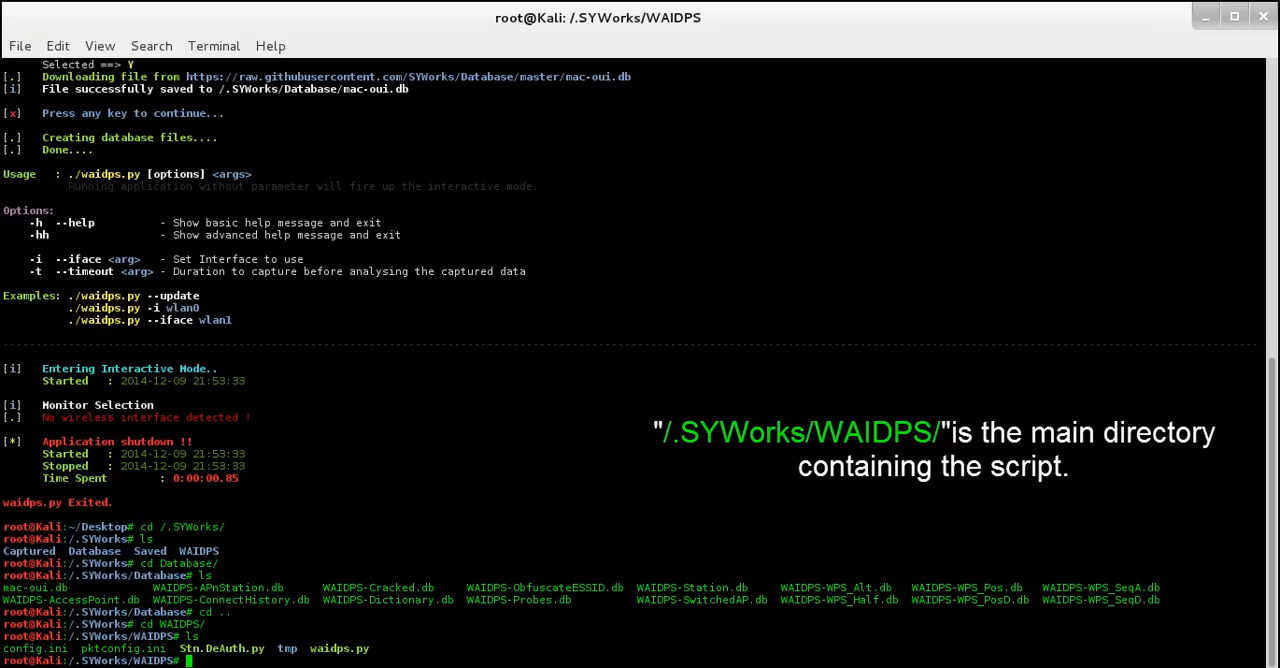 root@Kali: /.SYWorks/WAIDPS
File Edit View Search Terminal Help
Selected ==> Y
[.] Downloading file from https://raw.githubusercontent.com/SYWorks/Database/master/mac-oui.db
[i] File successfully saved to /.SYWorks/Database/mac-oui.db
[x] Press any key to continue...
[.] Creating database files....
[.] Done....
Usage : ./waidps.py [options] <args>
Running application without parameter will fire up the interactive mode.
Options:
-h --help - Show basic help message and exit
-hh - Show advanced help message and exit
-i --iface <arg> - Set Interface to use
-t --timeout <arg> - Duration to capture before analysing the captured data
Examples: ./waidps.py --update
./waidps.py -i wlan0
./waidps.py --iface wlan1
[i] Entering Interactive Mode..
Started : 2014-12-09 21:53:33
[i] Monitor Selection
[.] No wireless interface detected !
[*] Application shutdown !!
Started : 2014-12-09 21:53:33
Stopped : 2014-12-09 21:53:33
Time Spent : 0:00:00.85
waidps.py Exited.
root@Kali:~/Desktop# cd /.SYWorks/
root@Kali:/.SYWorks# ls
Captured Database Saved WAIDPS
root@Kali:/.SYWorks# cd Database/
root@Kali:/.SYWorks/Database# ls
mac-oui.db WAIDPS-APnStation.db WAIDPS-Cracked.db WAIDPS-ObfuscateESSID.db WAIDPS-Station.db WAIDPS-WPS_Alt.db WAIDPS-WPS_Pos.db WAIDPS-WPS_SeqA.db
WAIDPS-AccessPoint.db WAIDPS-ConnectHistory.db WAIDPS-Dictionary.db WAIDPS-Probes.db WAIDPS-SwitchedAP.db WAIDPS-WPS_Half.db WAIDPS-WPS_PosD.db WAIDPS-WPS_SeqD.db
root@Kali:/.SYWorks/Database# cd ..
root@Kali:/.SYWorks# cd WAIDPS/
root@Kali:/.SYWorks/WAIDPS# ls
config.ini pktconfig.ini Stn.DeAuth.py tmp waidps.py
root@Kali:/.SYWorks/WAIDPS#
"/.SYWorks/WAIDPS/"is the main directory
containing the script.